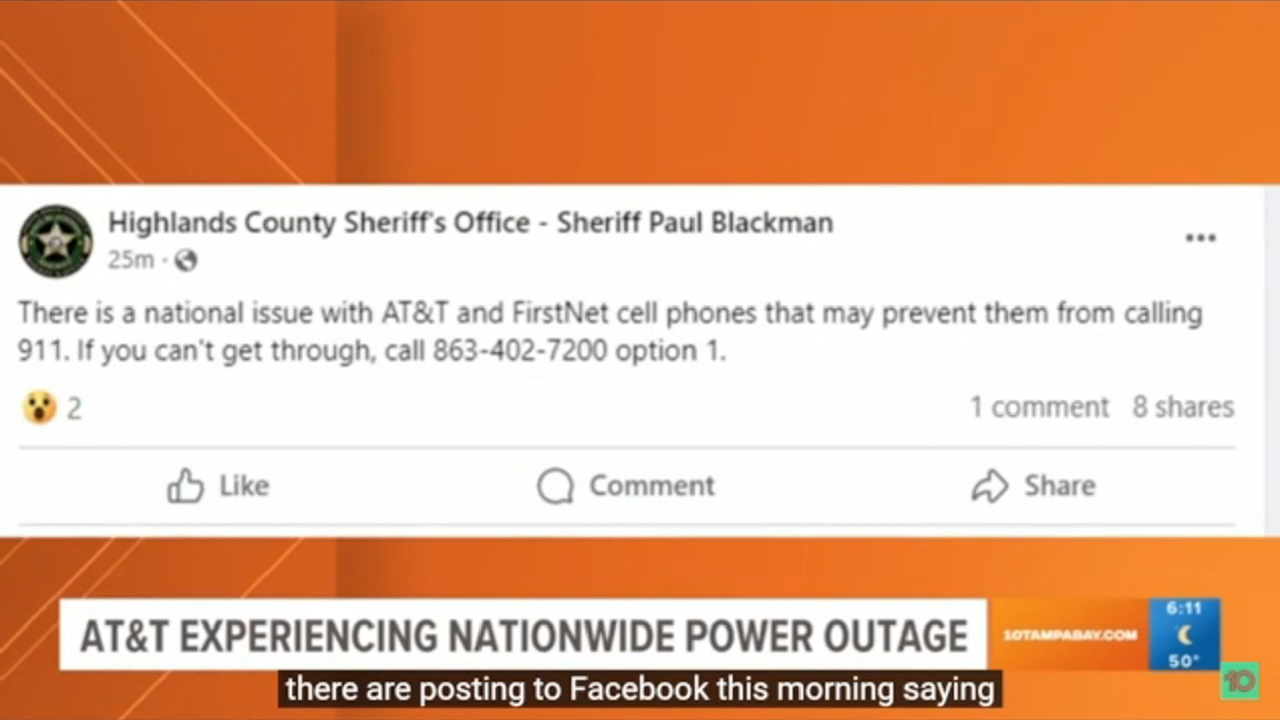 Highlands County Sheriff's Office - Sheriff Paul Blackman
25m ·
There is a national issue with AT&T and FirstNet cell phones that may prevent them from calling
911. If you can't get through, call 863-402-7200 option 1.
2
1 comment 8 shares
Like Comment Share
AT&T EXPERIENCING NATIONWIDE POWER OUTAGE
10TAMPABAY.COM
6:11
50°
there are posting to Facebook this morning saying
10